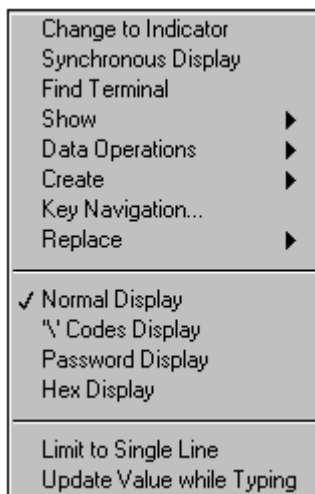 Change to Indicator
Synchronous Display
Find Terminal
Show
Data Operations
Create
Key Navigation...
Replace
Normal Display
'\' Codes Display
Password Display
Hex Display
Limit to Single Line
Update Value while Typing